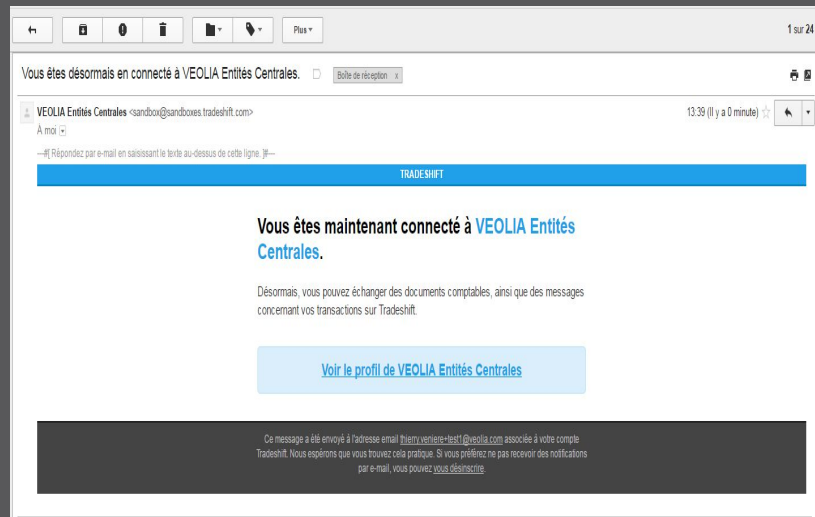 Plus
1 sur 24
Vous êtes désormais en connecté à VEOLIA Entités Centrales.
Boîte de réception x
VEOLIA Entités Centrales <sandbox@sandboxes.tradeshift.com>
13:39 (Il y a 0 minute)
À moi
---#[ Répondez par e-mail en saisissant le texte au-dessus de cette ligne. ]#---
TRADESHIFT
Vous êtes maintenant connecté à VEOLIA Entités
Centrales.
Désormais, vous pouvez échanger des documents comptables, ainsi que des messages
concernant vos transactions sur Tradeshift.
Voir le profil de VEOLIA Entités Centrales
Ce message a été envoyé à l'adresse email thierry.veniere+test1@veolia.com associée à votre compte
Tradeshift. Nous espérons que vous trouvez cela pratique. Si vous préférez ne pas recevoir des notifications
par e-mail, vous pouvez vous désinscrire.